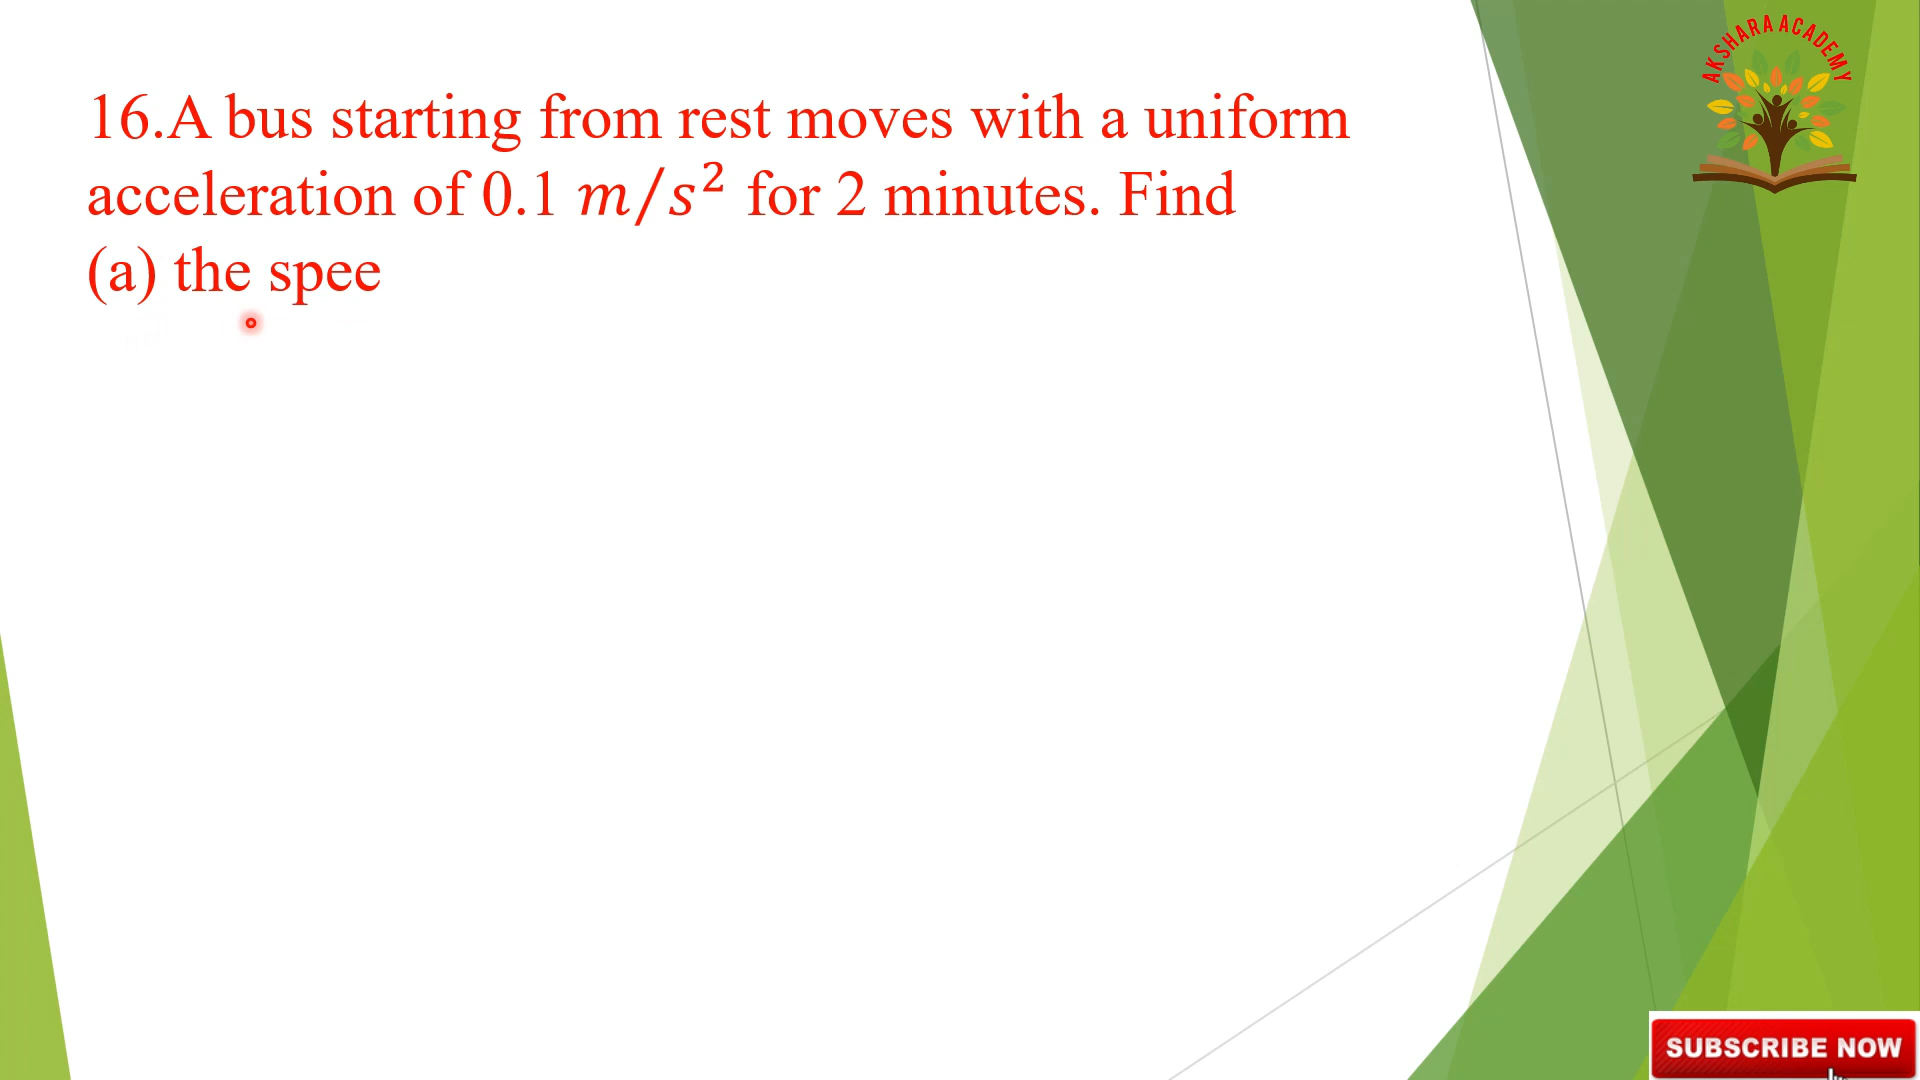 AKSHARA ACADEMY
16.A bus starting from rest moves with a uniform
acceleration of 0.1 𝑚/𝑠² for 2 minutes. Find
(a) the spee
SUBSCRIBE NOW